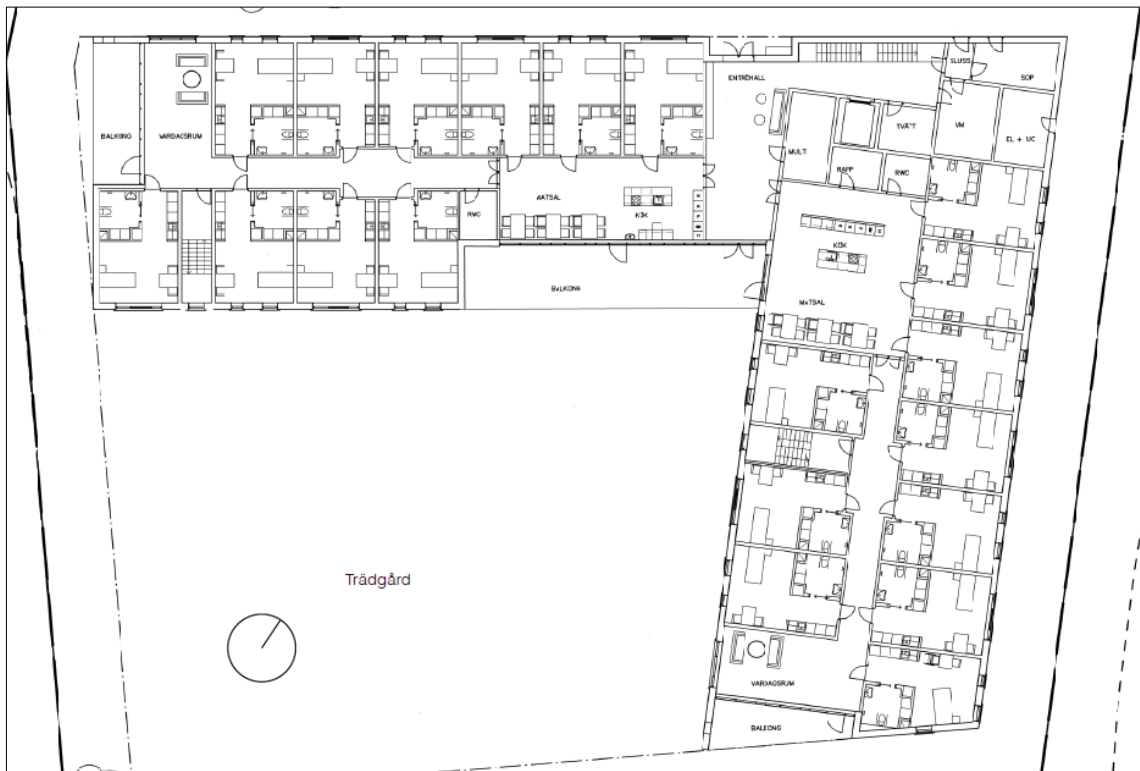 ENTRÉHALL
SLUSS
SOP
BALKONG
VARDAGSRUM
TVÄTT
VM
EL + UC
MULTI
RAPP
RWC
MATSAL
RWC
KÖK
KÖK
BALKONG
MATSAL
Trädgård
VARDAGSRUM
BALKONG